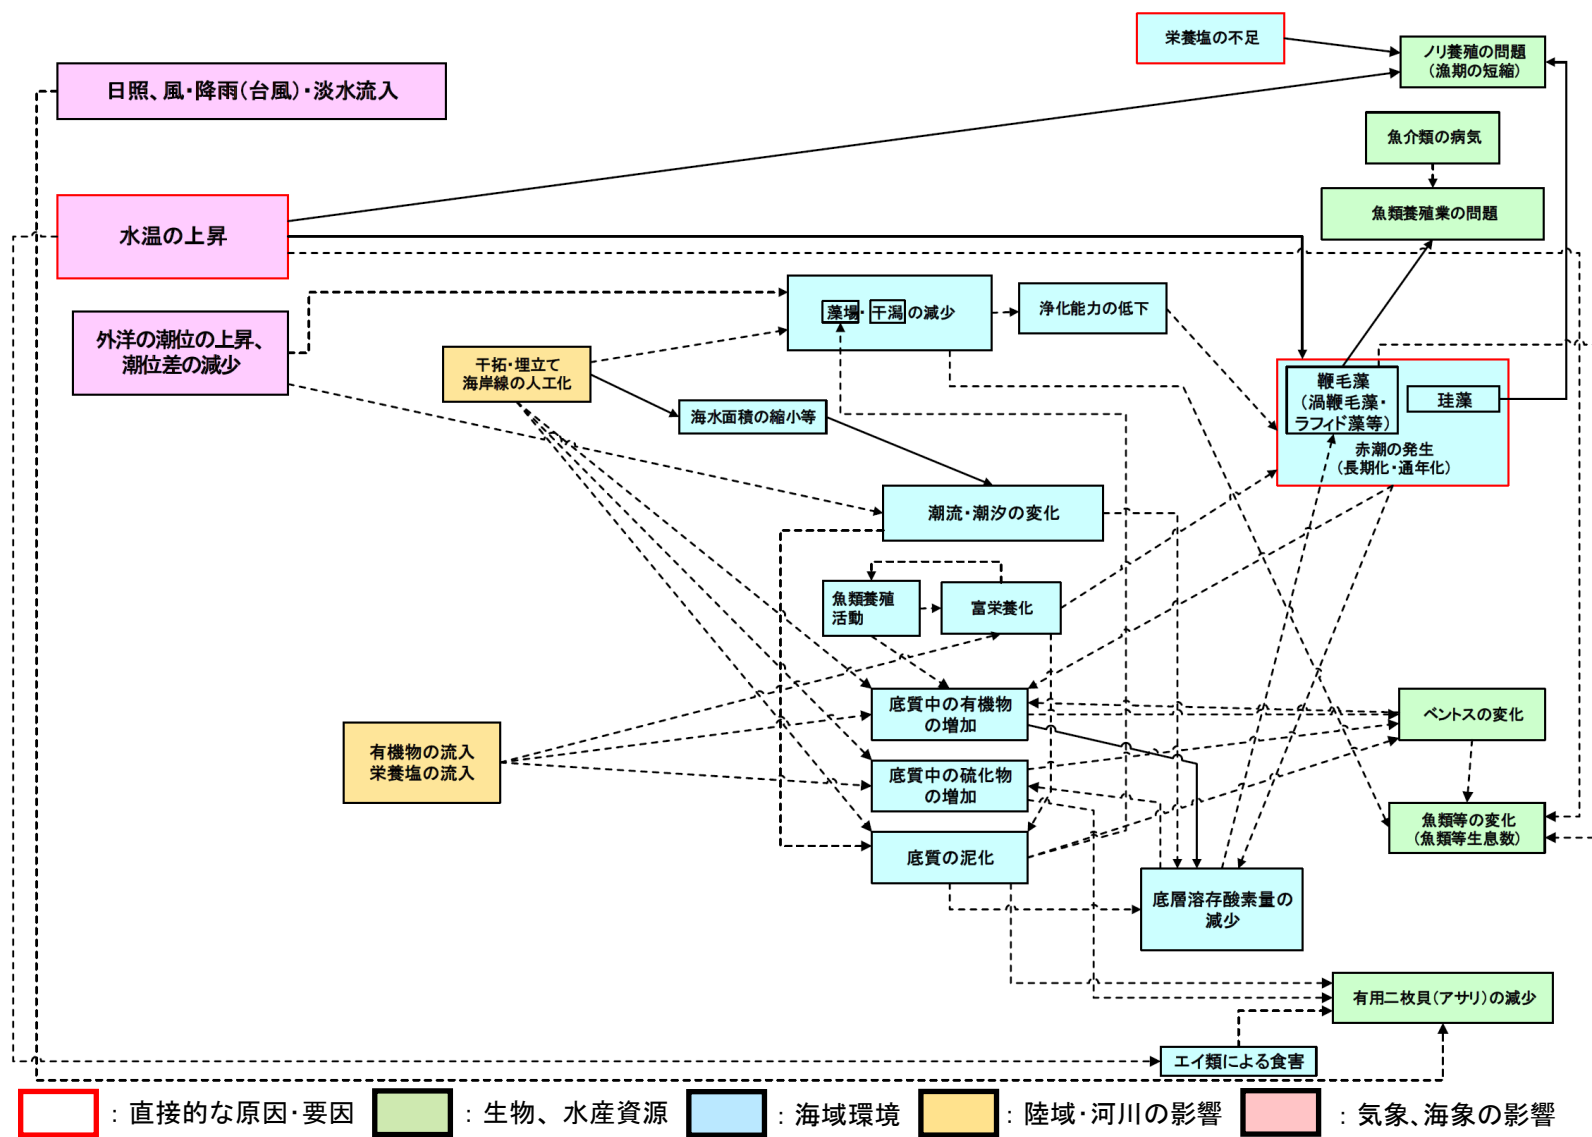 栄養塩の不足
ノリ養殖の問題
（漁期の短縮）
日照、風・降雨（台風）・淡水流入
魚介類の病気
魚類養殖業の問題
水温の上昇
外洋の潮位の上昇、
潮位差の減少
藻場・干潟の減少
浄化能力の低下
干拓・埋立て
海岸線の人工化
海水面積の縮小等
鞭毛藻
（渦鞭毛藻・
ラフィド藻等）
珪藻
赤潮の発生
（長期化・通年化）
潮流・潮汐の変化
魚類養殖
活動
富栄養化
底質中の有機物
の増加
ベントスの変化
有機物の流入
栄養塩の流入
底質中の硫化物
の増加
魚類等の変化
（魚類等生息数）
底質の泥化
底層溶存酸素量の
減少
有用二枚貝（アサリ）の減少
エイ類による食害
：直接的な原因・要因
：生物、水産資源
：海域環境
：陸域・河川の影響
：気象、海象の影響